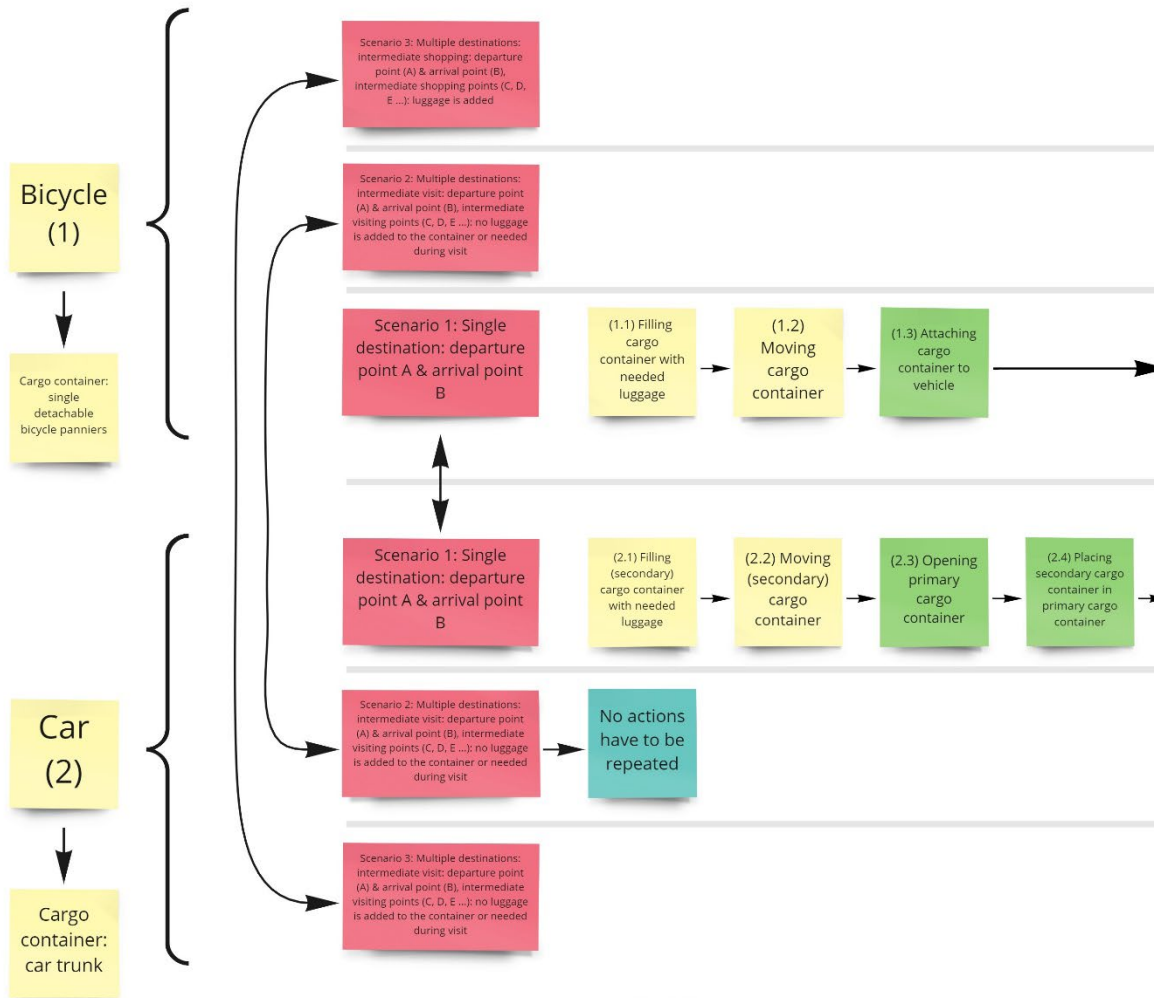 Scenario 3: Multiple destinations:
intermediate shopping: departure
point (A) & arrival point (B),
intermediate shopping points (C, D,
E ...): luggage is added
Bicycle
(1)
Cargo container:
single
detachable
bicycle panniers
Scenario 2: Multiple destinations:
intermediate visit: departure point
(A) & arrival point (B), intermediate
visiting points (C, D, E ...): no luggage
is added to the container or needed
during visit
Scenario 1: Single
destination: departure
point A & arrival point
B
(1.1) Filling
cargo
container with
needed
luggage
(1.2)
Moving
cargo
container
(1.3) Attaching
cargo
container to
vehicle
Scenario 1: Single
destination: departure
point A & arrival point
B
(2.1) Filling
(secondary)
cargo container
with needed
luggage
(2.2) Moving
(secondary)
cargo
container
(2.3) Opening
primary
cargo
container
(2.4) Placing
secondary cargo
container in
primary cargo
container
Car
(2)
Cargo
container:
car trunk
Scenario 2: Multiple destinations:
intermediate visit: departure point
(A) & arrival point (B), intermediate
visiting points (C, D, E ...): no luggage
is added to the container or needed
during visit
No actions
have to be
repeated
Scenario 3: Multiple destinations:
intermediate visit: departure point
(A) & arrival point (B), intermediate
visiting points (C, D, E ...): no luggage
is added to the container or needed
during visit